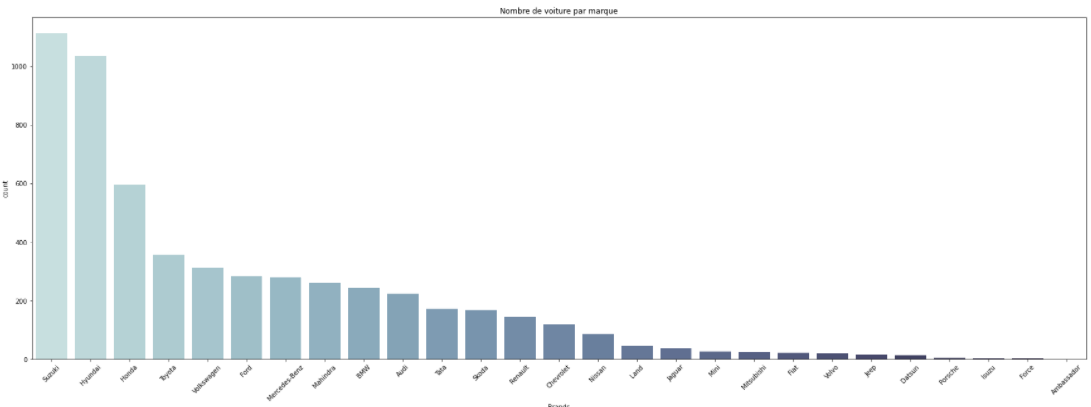 Nombre de voiture par marque
1000
800
600
400
200
0
count
Suzuki
Hyundai
Honda
Toyota
Volkswagen
Ford
Mercedes-Benz
Mahindra
BMW
Audi
Tata
Skoda
Renault
Chevrolet
Nissan
Land
Jaguar
Mini
Mitsubishi
Fiat
Volvo
Jeep
Datsun
Porsche
Isuzu
Force
Ambassador
Brands